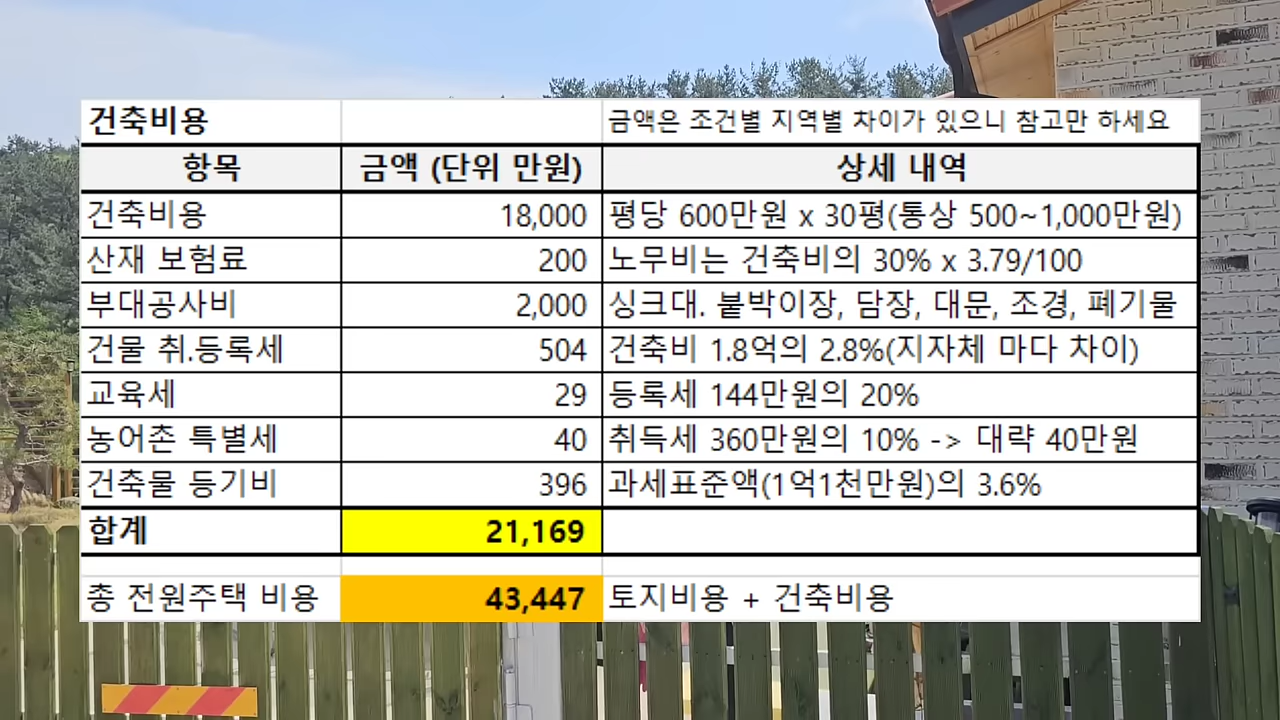 건축비용 금액은 조건별 지역별 차이가 있으니 참고만 하세요
항목 금액 (단위 만원) 상세 내역
건축비용 18,000 평당 600만원 x 30평(통상 500~1,000만원)
산재 보험료 200 노무비는 건축비의 30% x 3.79/100
부대공사비 2,000 싱크대. 붙박이장, 담장, 대문, 조경, 폐기물
건물 취.등록세 504 건축비 1.8억의 2.8%(지자체 마다 차이)
교육세 29 등록세 144만원의 20%
농어촌 특별세 40 취득세 360만원의 10% -> 대략 40만원
건축물 등기비 396 과세표준액(1억1천만원)의 3.6%
합계 21,169
총 전원주택 비용 43,447 토지비용 + 건축비용